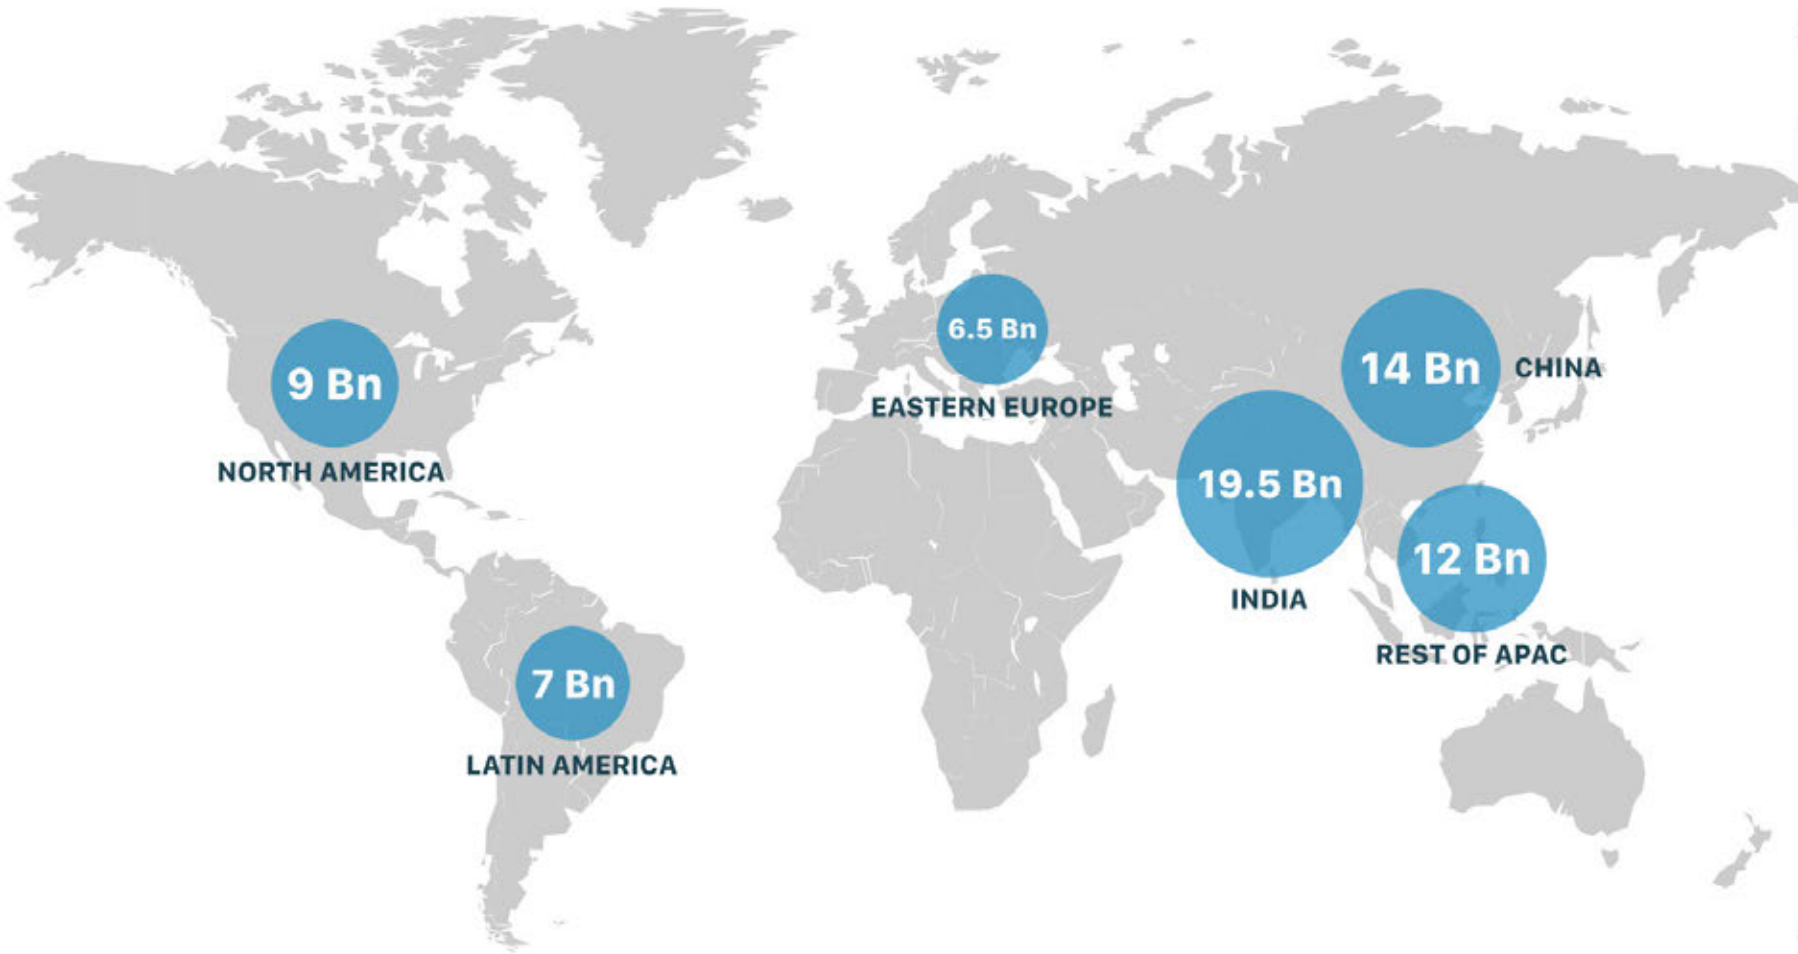 6.5 Bn
EASTERN EUROPE
14 Bn
CHINA
9 Bn
NORTH AMERICA
19.5 Bn
INDIA
12 Bn
REST OF APAC
7 Bn
LATIN AMERICA